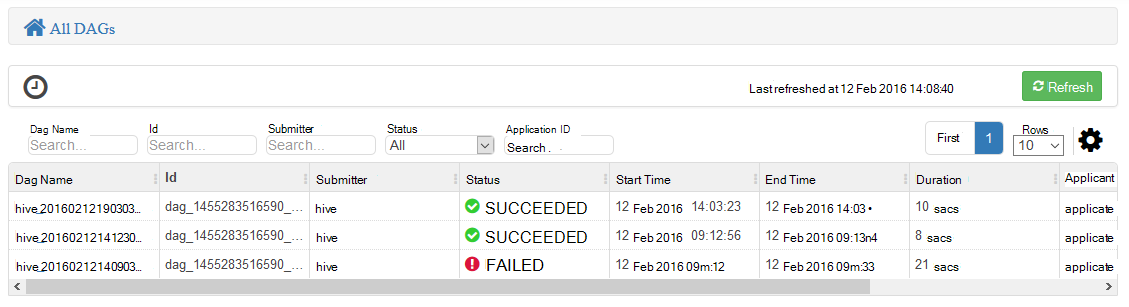 All DAGs
Last refreshed at 12 Feb 2016 14:08:40
Refresh
Dag Name Id Submitter Status Application ID
Search... Search... Search... All Search . .
First 1 Rows 10
Dag Name Id Submitter Status Start Time End Time Duration Applicant
hive_20160212190303... dag_1455283516590_... hive SUCCEEDED 12 Feb 2016 14:03:23 12 Feb 2016 14:03 • 10 sacs applicate
hive_20160212141230... dag_1455283516590_... hive SUCCEEDED 12 Feb 2016 09:12:56 12 Feb 2016 09:13n4 8 sacs applicate
hive_20160212140903... dag_1455283516590_... hive FAILED 12 Feb 2016 09m:12 12 Feb 2016 09m:33 21 sacs applicate